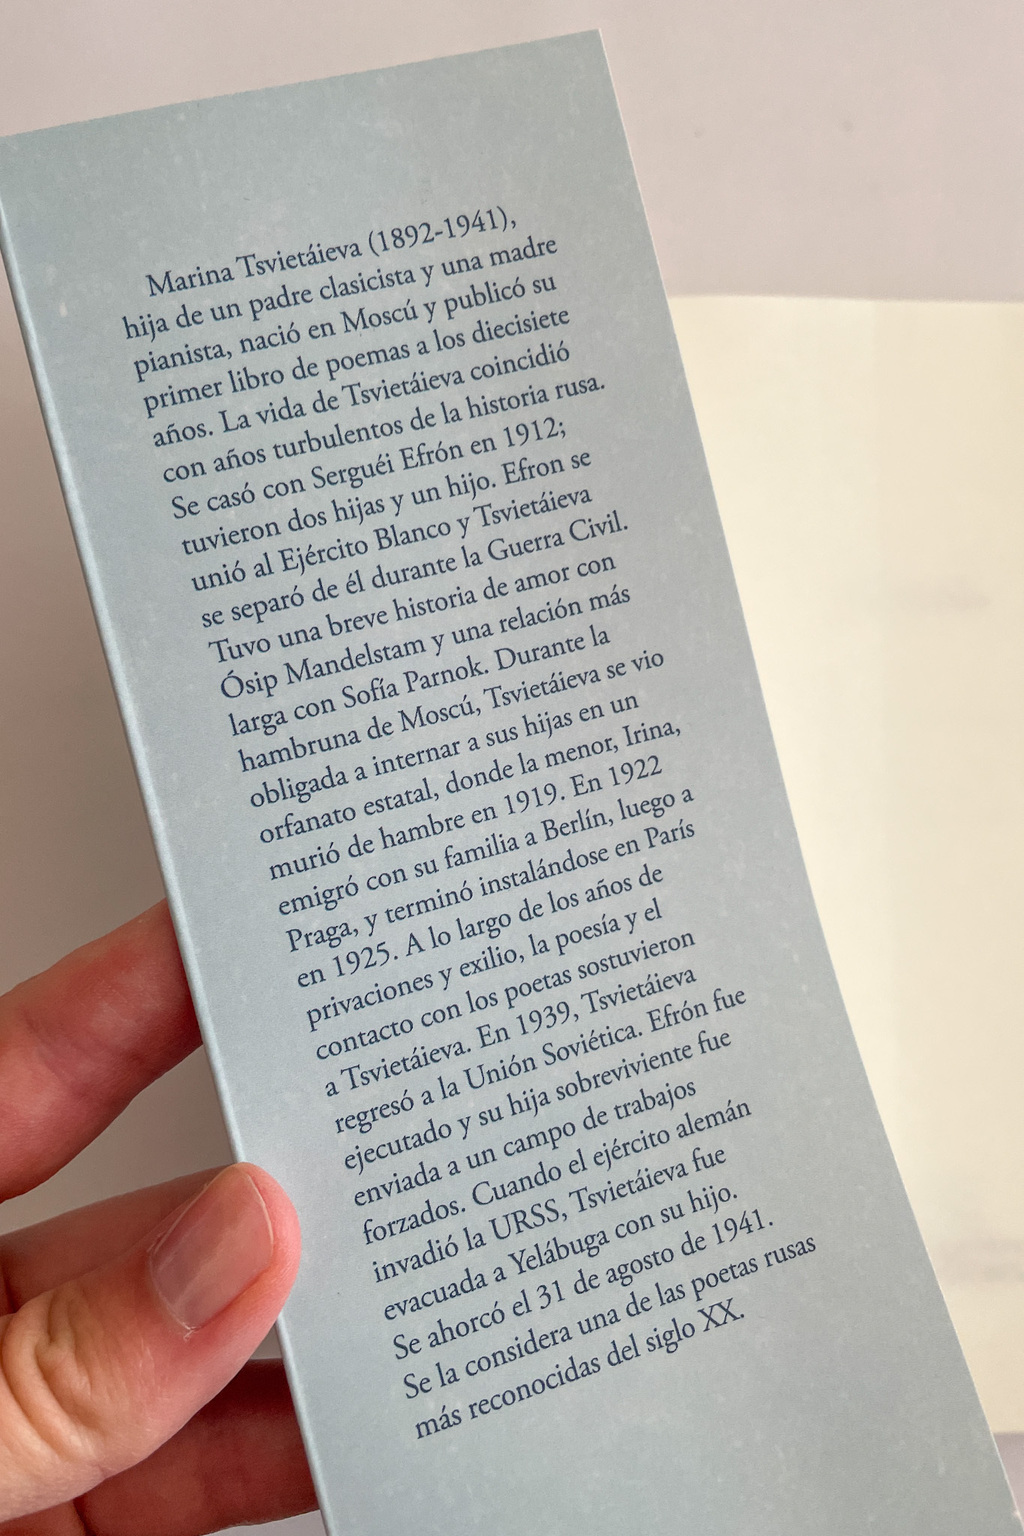 Marina Tsvietáieva (1892-1941),
hija de un padre clasicista y una madre
pianista, nació en Moscú y publicó su
primer libro de poemas a los diecisiete
años. La vida de Tsvietáieva coincidió
con años turbulentos de la historia rusa.
Se casó con Serguéi Efrón en 1912;
tuvieron dos hijas y un hijo. Efron se
unió al Ejército Blanco y Tsvietáieva
se separó de él durante la Guerra Civil.
Tuvo una breve historia de amor con
Ósip Mandelstam y una relación más
larga con Sofía Parnok. Durante la
hambruna de Moscú, Tsvietáieva se vio
obligada a internar a sus hijas en un
orfanato estatal, donde la menor, Irina,
murió de hambre en 1919. En 1922
emigró con su familia a Berlín, luego a
Praga, y terminó instalándose en París
en 1925. A lo largo de los años de
privaciones y exilio, la poesía y el
contacto con los poetas sostuvieron
a Tsvietáieva. En 1939, Tsvietáieva
regresó a la Unión Soviética. Efrón fue
ejecutado y su hija sobreviviente fue
enviada a un campo de trabajos
forzados. Cuando el ejército alemán
invadió la URSS, Tsvietáieva fue
evacuada a Yelábuga con su hijo.
Se ahorcó el 31 de agosto de 1941.
Se la considera una de las poetas rusas
más reconocidas del siglo XX.